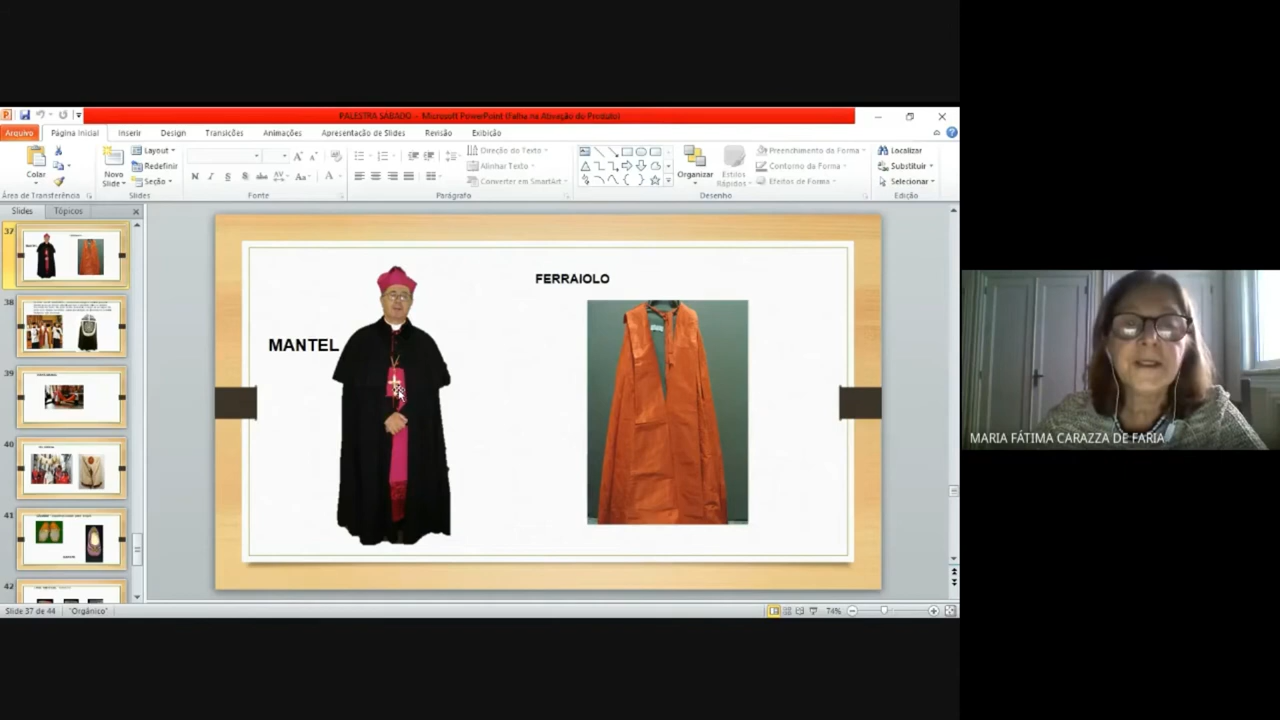 PALESTRA SÁBADO - Microsoft PowerPoint (Falha na Ativação do Produto)
Arquivo Página Inicial Inserir Design Transições Animações Apresentação de Slides Revisão Exibição
Colar
Área de Transferência
Novo Slide
Layout
Redefinir
Seção
Slides
N I S abc AV Aa A
Fonte
Direção do Texto
Alinhar Texto
Converter em SmartArt
Parágrafo
Organizar
Estilos Rápidos
Preenchimento da Forma
Contorno da Forma
Efeitos de Forma
Desenho
Localizar
Substituir
Selecionar
Edição
Slides Tópicos
37
38
39
40
41
42
FERRAIOLO
MANTEL
MARIA FÁTIMA CARAZZA DE FARIA
Slide 37 de 44 "Orgânico" 74%